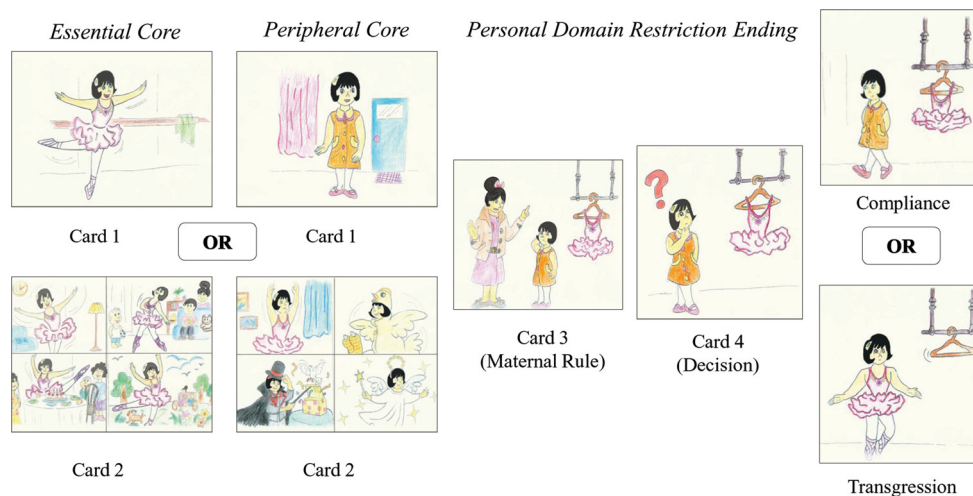 Essential Core
Peripheral Core
Personal Domain Restriction Ending
Card 1
OR
Card 1
Card 2
Card 2
?
Card 3
(Maternal Rule)
Card 4
(Decision)
Compliance
OR
Transgression